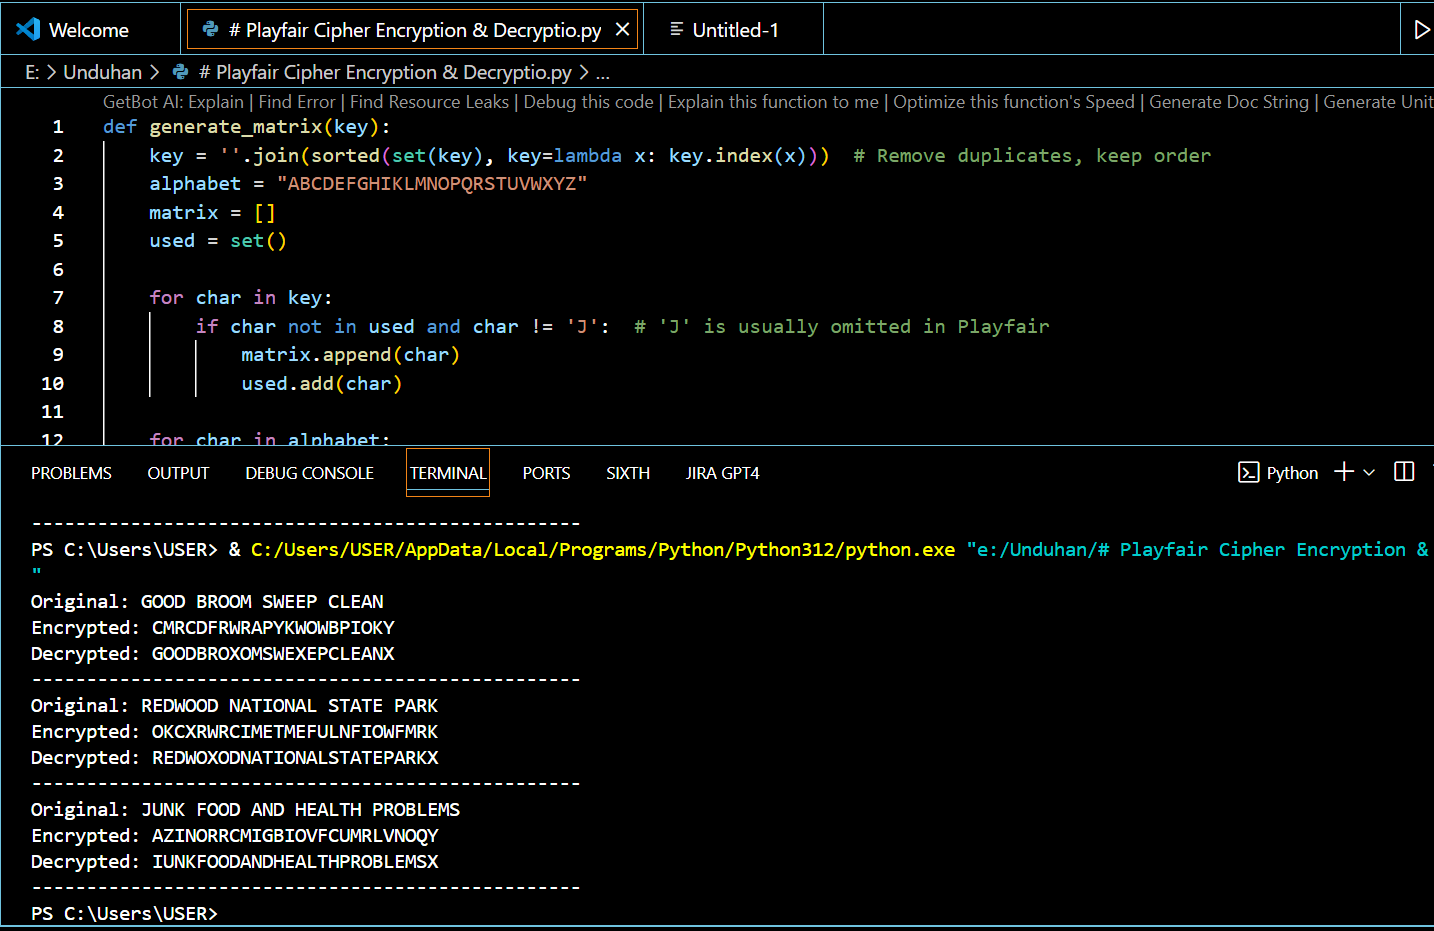 Welcome
# Playfair Cipher Encryption & Decryptio.py
Untitled-1
E: > Unduhan > # Playfair Cipher Encryption & Decryptio.py > ...
GetBot AI: Explain | Find Error | Find Resource Leaks | Debug this code | Explain this function to me | Optimize this function's Speed | Generate Doc String | Generate Unit
1 def generate_matrix(key):
2 key = ''.join(sorted(set(key), key=lambda x: key.index(x))) # Remove duplicates, keep order
3 alphabet = "ABCDEFGHIKLMNOPQRSTUVWXYZ"
4 matrix = []
5 used = set()
6
7 for char in key:
8 if char not in used and char != 'J': # 'J' is usually omitted in Playfair
9 matrix.append(char)
10 used.add(char)
11
12 for char in alphabet:
PROBLEMS OUTPUT DEBUG CONSOLE TERMINAL PORTS SIXTH JIRA GPT4 Python
--------------------------------------------------
PS C:\Users\USER> & C:/Users/USER/AppData/Local/Programs/Python/Python312/python.exe "e:/Unduhan/# Playfair Cipher Encryption &
"
Original: GOOD BROOM SWEEP CLEAN
Encrypted: CMRCDFRWRAPYKWOWBPIOKY
Decrypted: GOODBROXOMSWEXEPCLEANX
--------------------------------------------------
Original: REDWOOD NATIONAL STATE PARK
Encrypted: OKCXRWRCIMETMEFULNFIOWFMRK
Decrypted: REDWOXODNATIONALSTATEPARKX
--------------------------------------------------
Original: JUNK FOOD AND HEALTH PROBLEMS
Encrypted: AZINORRCMIGBIOVFCUMRLVNOQY
Decrypted: IUNKFOODANDHEALTHPROBLEMSX
--------------------------------------------------
PS C:\Users\USER>